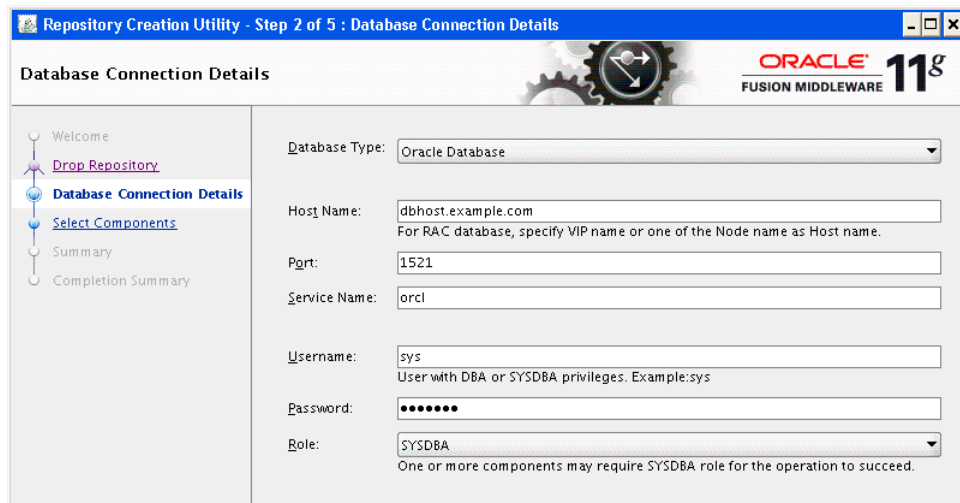 Repository Creation Utility - Step 2 of 5 : Database Connection Details
Database Connection Details
ORACLE
FUSION MIDDLEWARE
11g
Welcome
Drop Repository
Database Connection Details
Select Components
Summary
Completion Summary
Database Type: Oracle Database
Host Name: dbhost.example.com
For RAC database, specify VIP name or one of the Node name as Host name.
Port: 1521
Service Name: orcl
Username: sys
User with DBA or SYSDBA privileges. Example:sys
Password: •••••••
Role: SYSDBA
One or more components may require SYSDBA role for the operation to succeed.